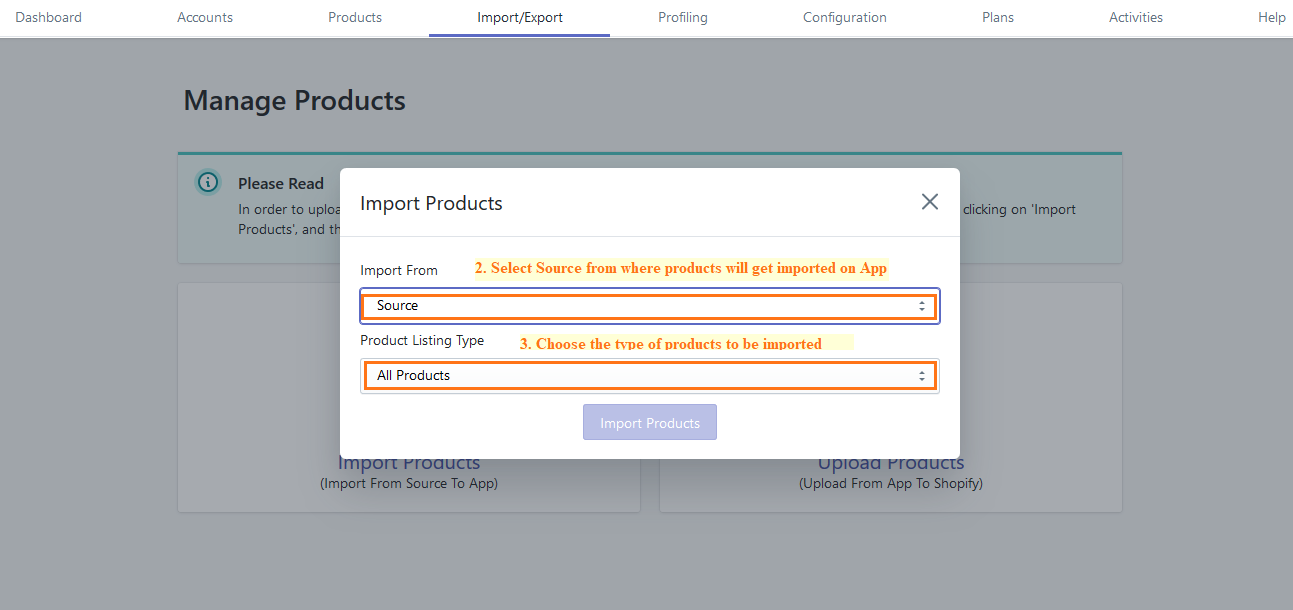 Dashboard Accounts Products Import/Export Profiling Configuration Plans Activities Help
Manage Products
Please Read
In order to uploa
clicking on 'Import
Products', and th
Import Products
Import From
2. Select Source from where products will get imported on App
Source
Product Listing Type
3. Choose the type of products to be imported
All Products
Import Products
Import Products
(Import From Source To App)
Upload Products
(Upload From App To Shopify)